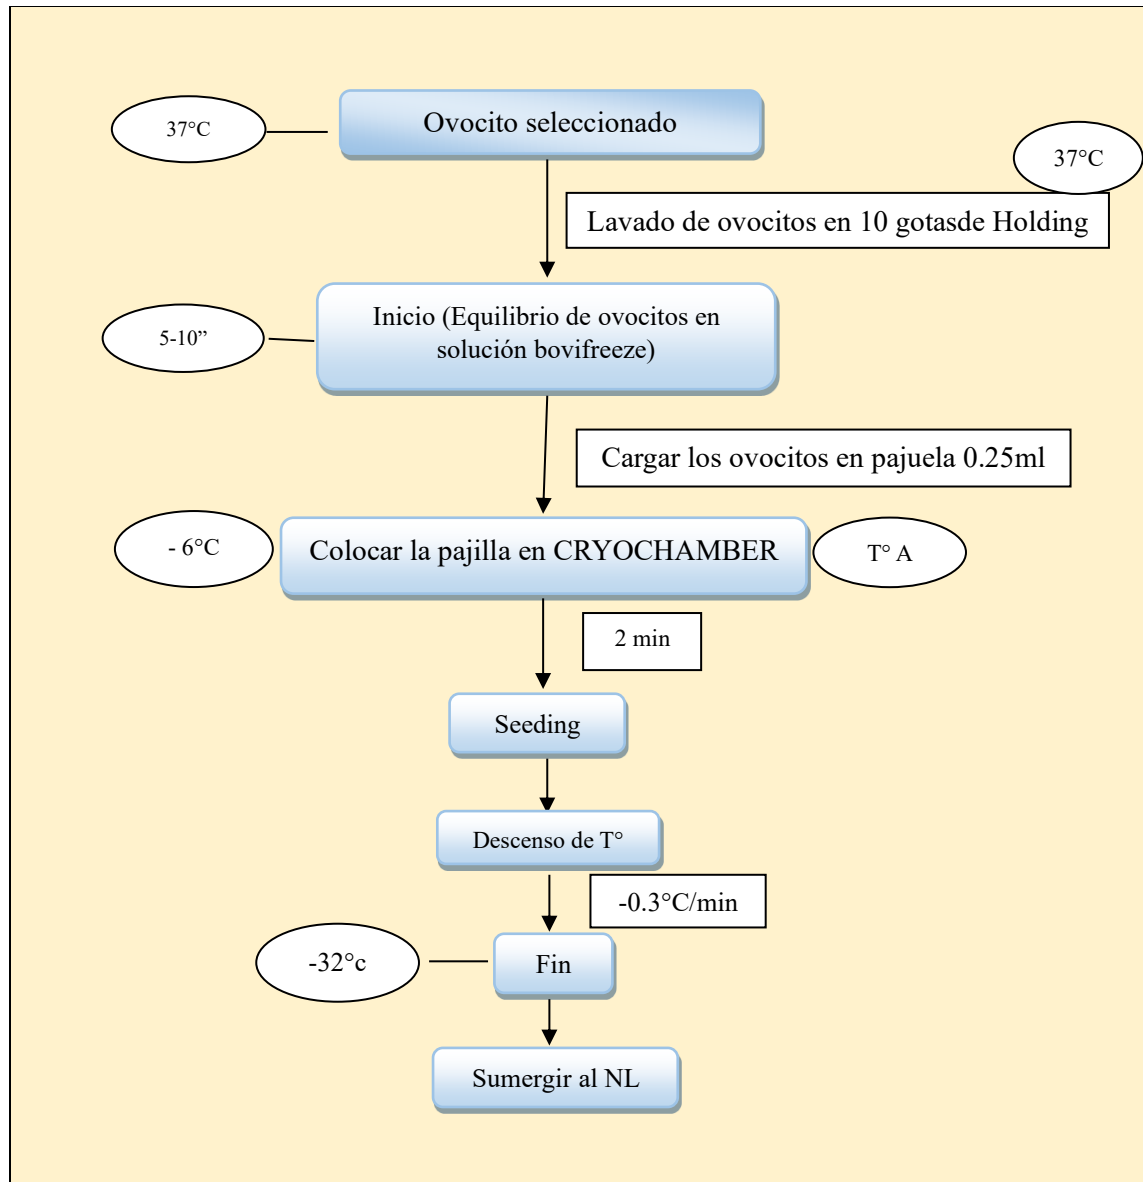 37°C
Ovocito seleccionado
37°C
Lavado de ovocitos en 10 gotasde Holding
5-10”
Inicio (Equilibrio de ovocitos en
solución bovifreeze)
Cargar los ovocitos en pajuela 0.25ml
- 6°C
Colocar la pajilla en CRYOCHAMBER
T° A
2 min
Seeding
Descenso de T°
-0.3°C/min
-32°c
Fin
Sumergir al NL